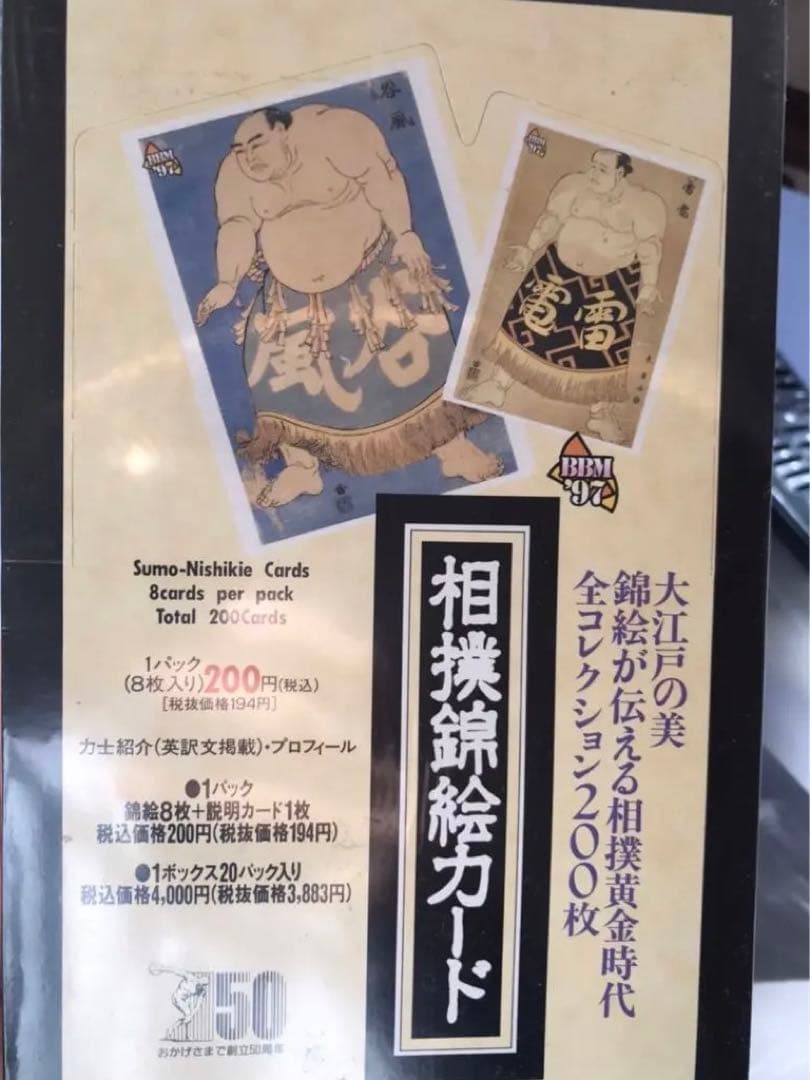 谷風
BBM
'97
谷風
BBM
'97
雷電
BBM
'97
Sumo-Nishikie Cards
8cards per pack
Total 200Cards
1パック
(8枚入り)200円(税込)
[税抜価格194円]
力士紹介(英訳文掲載)・プロフィール
●1パック
錦絵8枚+説明カード1枚
税込価格200円(税抜価格194円)
●1ボックス20パック入り
税込価格4,000円(税抜価格3,883円)
50
おかげさまで創立50周年
相撲錦絵カード
大江戸の美
錦絵が伝える相撲黄金時代
全コレクション200枚